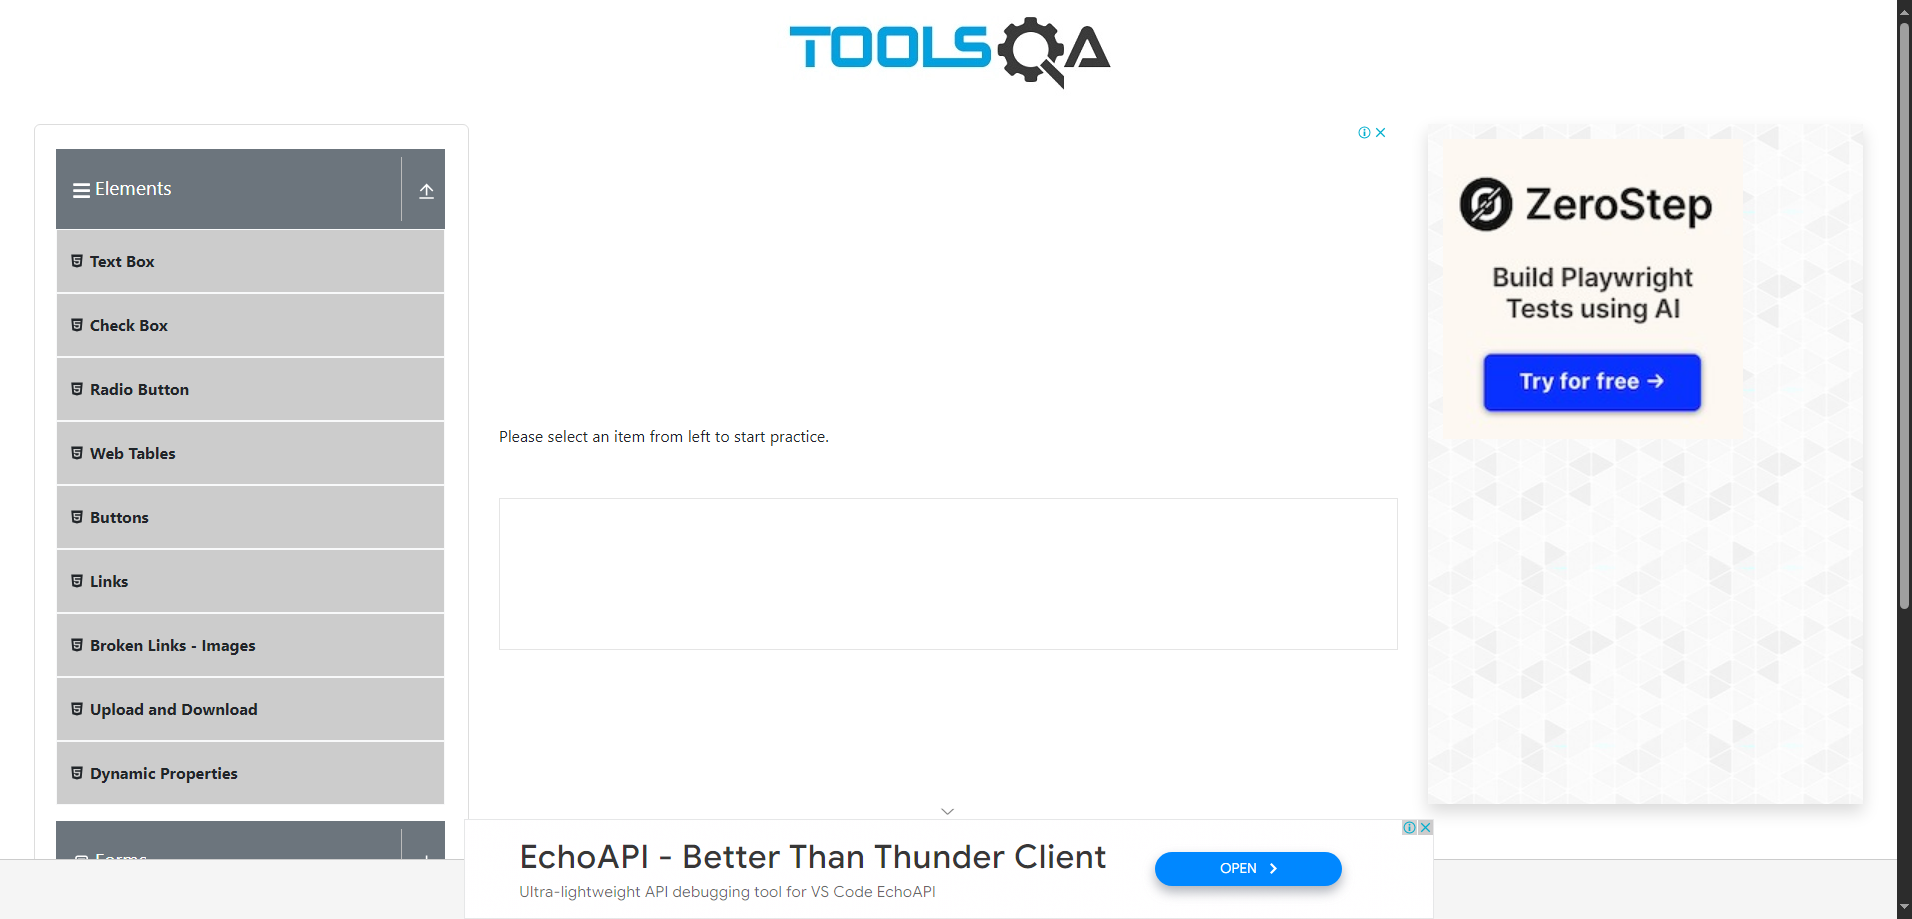 TOOLSQA
Elements
Text Box
Check Box
Radio Button
Web Tables
Buttons
Links
Broken Links - Images
Upload and Download
Dynamic Properties
Forms
Please select an item from left to start practice.
ZeroStep
Build Playwright
Tests using AI
Try for free →
EchoAPI - Better Than Thunder Client
Ultra-lightweight API debugging tool for VS Code EchoAPI
OPEN